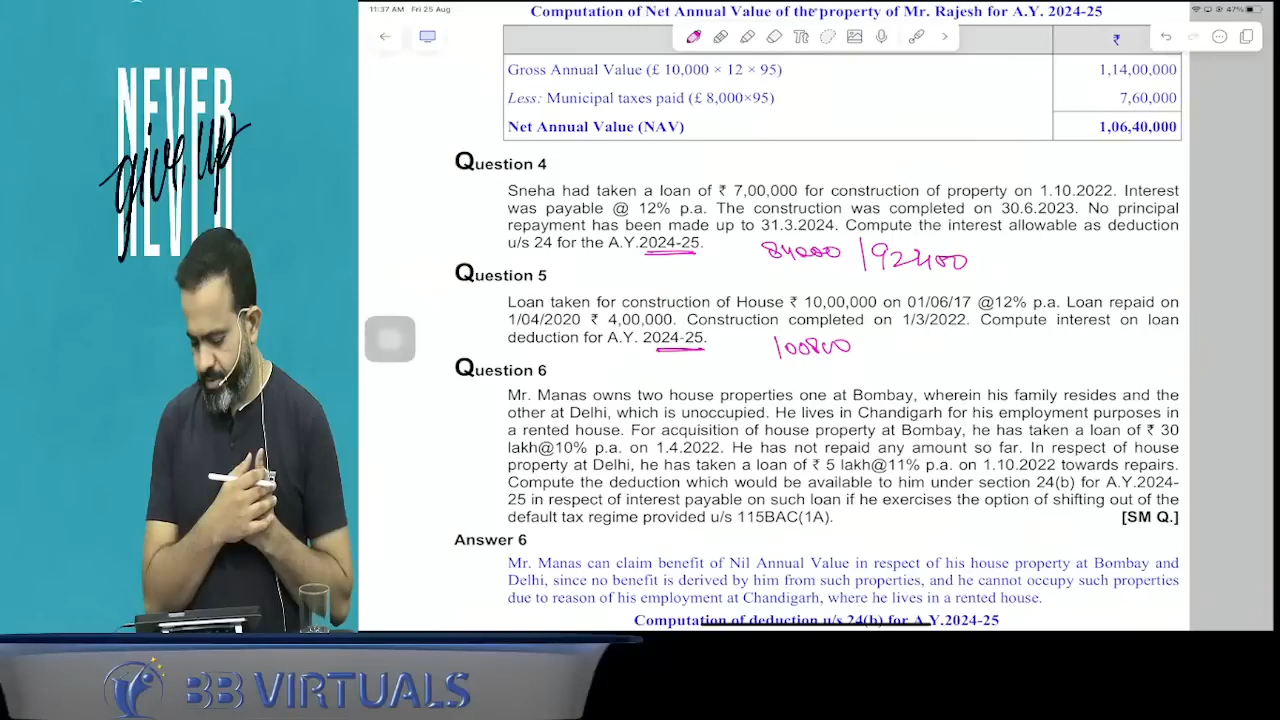 11:37 AM Fri 25 Aug
47%
Computation of Net Annual Value of the property of Mr. Rajesh for A.Y. 2024-25
₹
Gross Annual Value (£ 10,000 × 12 × 95) 1,14,00,000
Less: Municipal taxes paid (£ 8,000×95) 7,60,000
Net Annual Value (NAV) 1,06,40,000
NEVER
give up
NEVER
Question 4
Sneha had taken a loan of ₹ 7,00,000 for construction of property on 1.10.2022. Interest
was payable @ 12% p.a. The construction was completed on 30.6.2023. No principal
repayment has been made up to 31.3.2024. Compute the interest allowable as deduction
u/s 24 for the A.Y.2024-25.
84000 / 92400
Question 5
Loan taken for construction of House ₹ 10,00,000 on 01/06/17 @12% p.a. Loan repaid on
1/04/2020 ₹ 4,00,000. Construction completed on 1/3/2022. Compute interest on loan
deduction for A.Y. 2024-25.
100800
Question 6
Mr. Manas owns two house properties one at Bombay, wherein his family resides and the
other at Delhi, which is unoccupied. He lives in Chandigarh for his employment purposes in
a rented house. For acquisition of house property at Bombay, he has taken a loan of ₹ 30
lakh@10% p.a. on 1.4.2022. He has not repaid any amount so far. In respect of house
property at Delhi, he has taken a loan of ₹ 5 lakh@11% p.a. on 1.10.2022 towards repairs.
Compute the deduction which would be available to him under section 24(b) for A.Y.2024-
25 in respect of interest payable on such loan if he exercises the option of shifting out of the
default tax regime provided u/s 115BAC(1A). [SM Q.]
Answer 6
Mr. Manas can claim benefit of Nil Annual Value in respect of his house property at Bombay and
Delhi, since no benefit is derived by him from such properties, and he cannot occupy such properties
due to reason of his employment at Chandigarh, where he lives in a rented house.
Computation of deduction u/s 24(b) for A.Y.2024-25
BB VIRTUALS